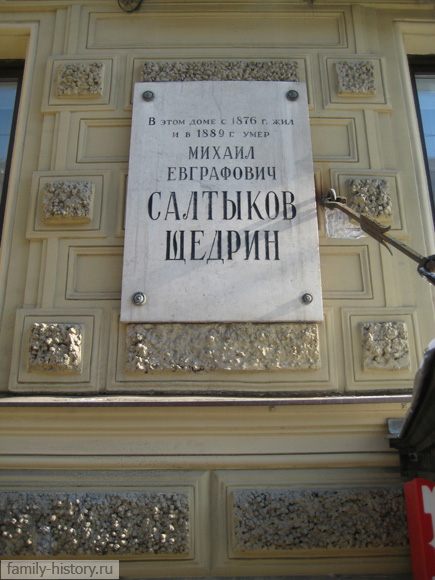 В этом доме с 1876 г. жил
и в 1889 г. умер
МИХАИЛ
ЕВГРАФОВИЧ
САЛТЫКОВ
ЩЕДРИН
family-history.ru